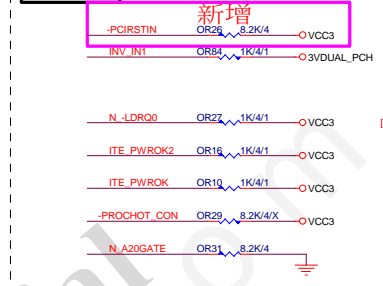 新增
-PCIRSTIN OR26 8.2K/4 VCC3
INV_IN1 OR84 1K/4/1 3VDUAL_PCH
N_-LDRQ0 OR27 1K/4/1 VCC3
ITE_PWROK2 OR16 1K/4/1 VCC3
ITE_PWROK OR10 1K/4/1 VCC3
-PROCHOT_CON OR29 8.2K/4/X VCC3
N_A20GATE OR31 8.2K/4